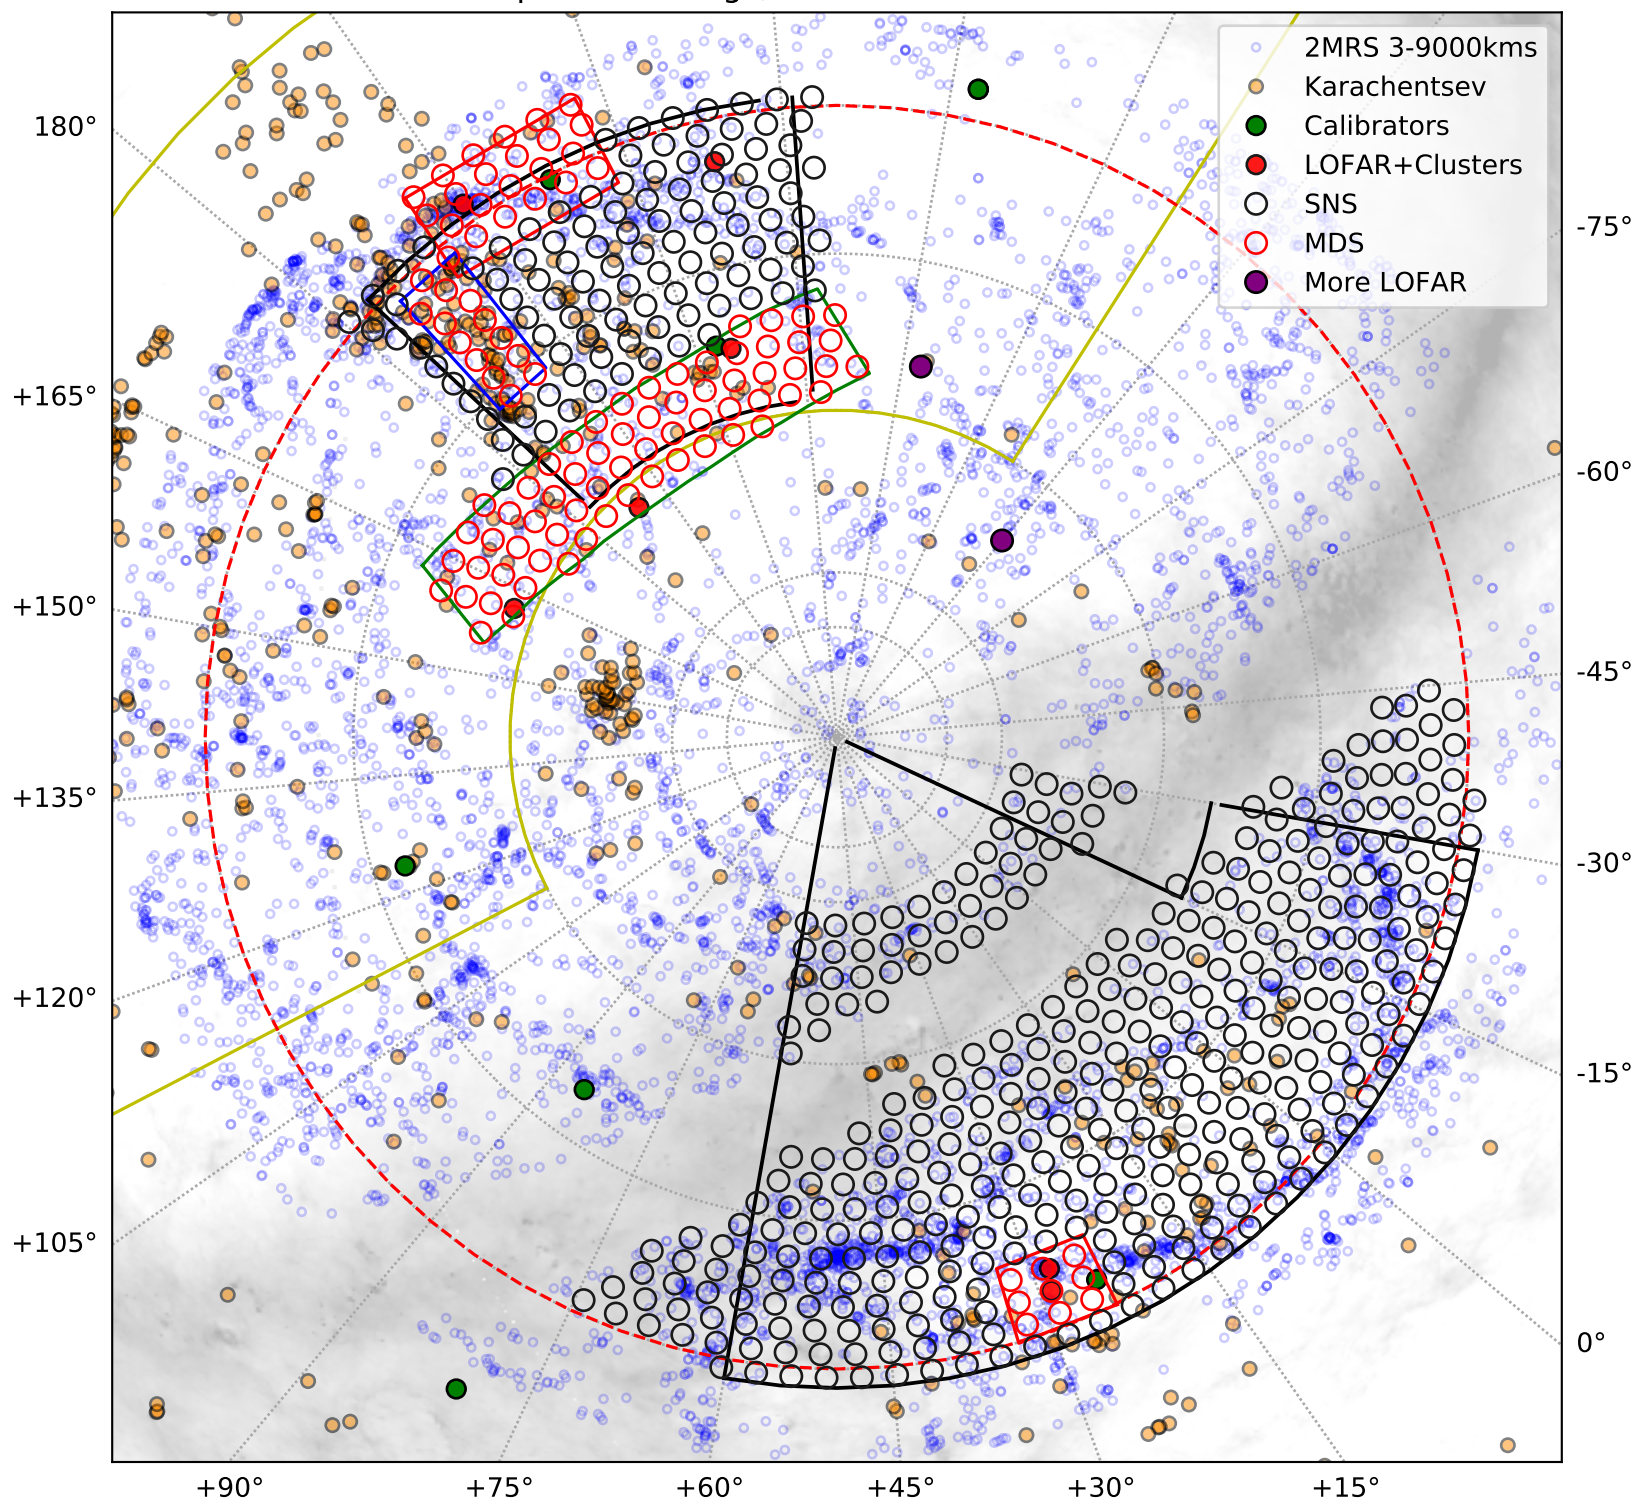 2MRS 3-9000kms
Karachentsev
Calibrators
LOFAR+Clusters
SNS
MDS
More LOFAR
180°
+165°
+150°
+135°
+120°
+105°
-75°
-60°
-45°
-30°
-15°
0°
+90°
+75°
+60°
+45°
+30°
+15°